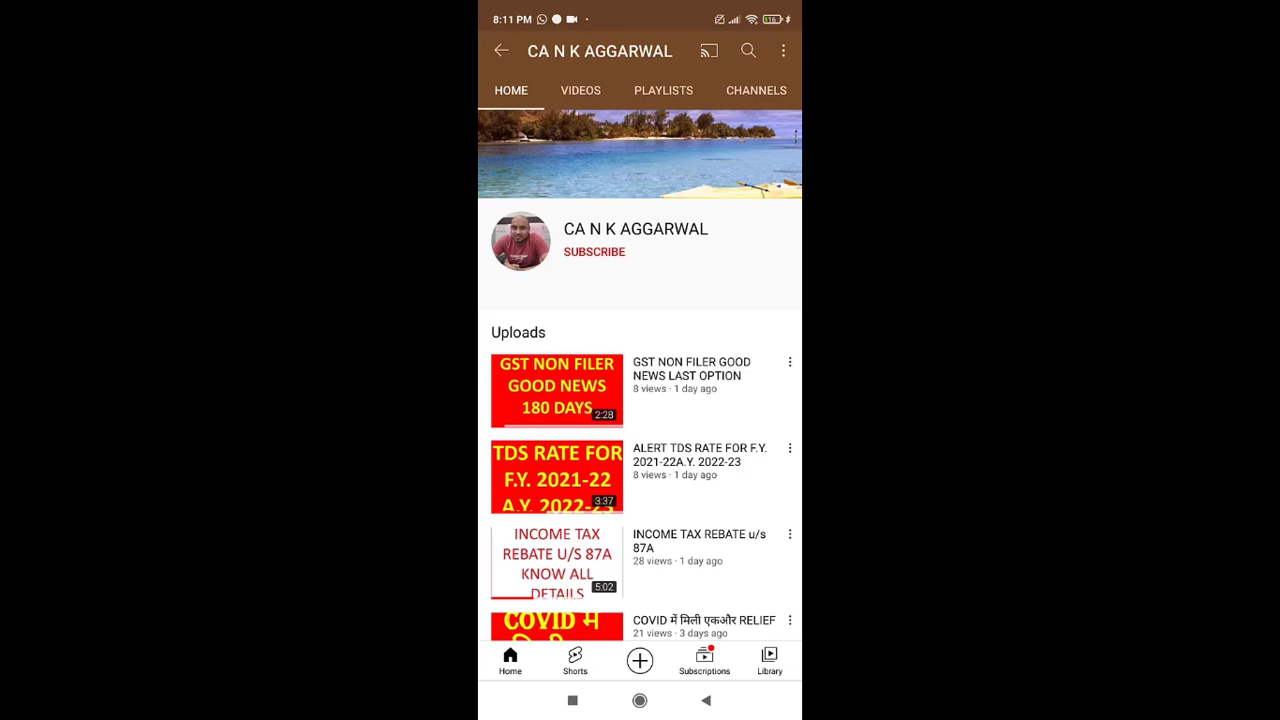 8:11 PM
16
CA N K AGGARWAL
HOME VIDEOS PLAYLISTS CHANNELS
CA N K AGGARWAL
SUBSCRIBE
Uploads
GST NON FILER
GOOD NEWS
180 DAYS
2:28
GST NON FILER GOOD
NEWS LAST OPTION
8 views · 1 day ago
TDS RATE FOR
F.Y. 2021-22
A.Y. 2022-23
3:37
ALERT TDS RATE FOR F.Y.
2021-22A.Y. 2022-23
8 views · 1 day ago
INCOME TAX
REBATE U/S 87A
KNOW ALL
DETAILS
5:02
INCOME TAX REBATE u/s
87A
28 views · 1 day ago
COVID में
COVID में मिली एकऔर RELIEF
21 views · 3 days ago
Home Shorts Subscriptions Library